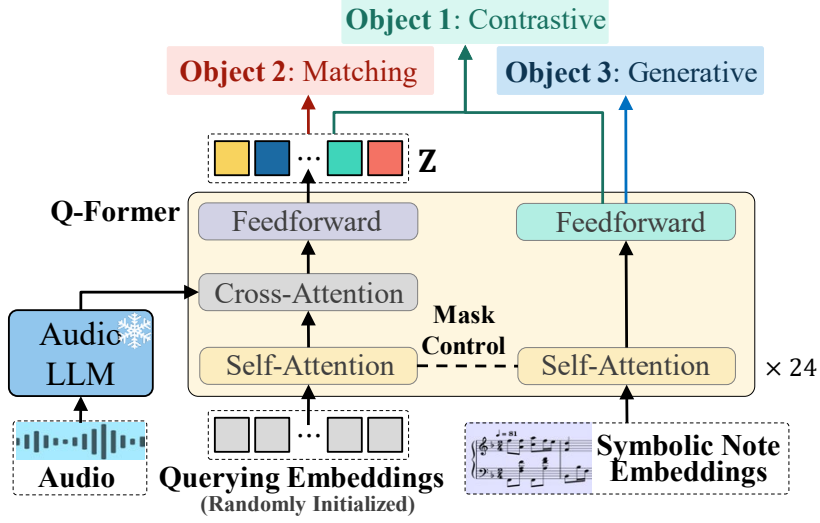 Object 1: Contrastive
Object 2: Matching
Object 3: Generative
... Z
Q-Former
Feedforward
Feedforward
Cross-Attention
Audio
LLM
Mask
Control
Self-Attention
Self-Attention
× 24
...
♩ = 81
Audio
Querying Embeddings
(Randomly Initialized)
Symbolic Note
Embeddings